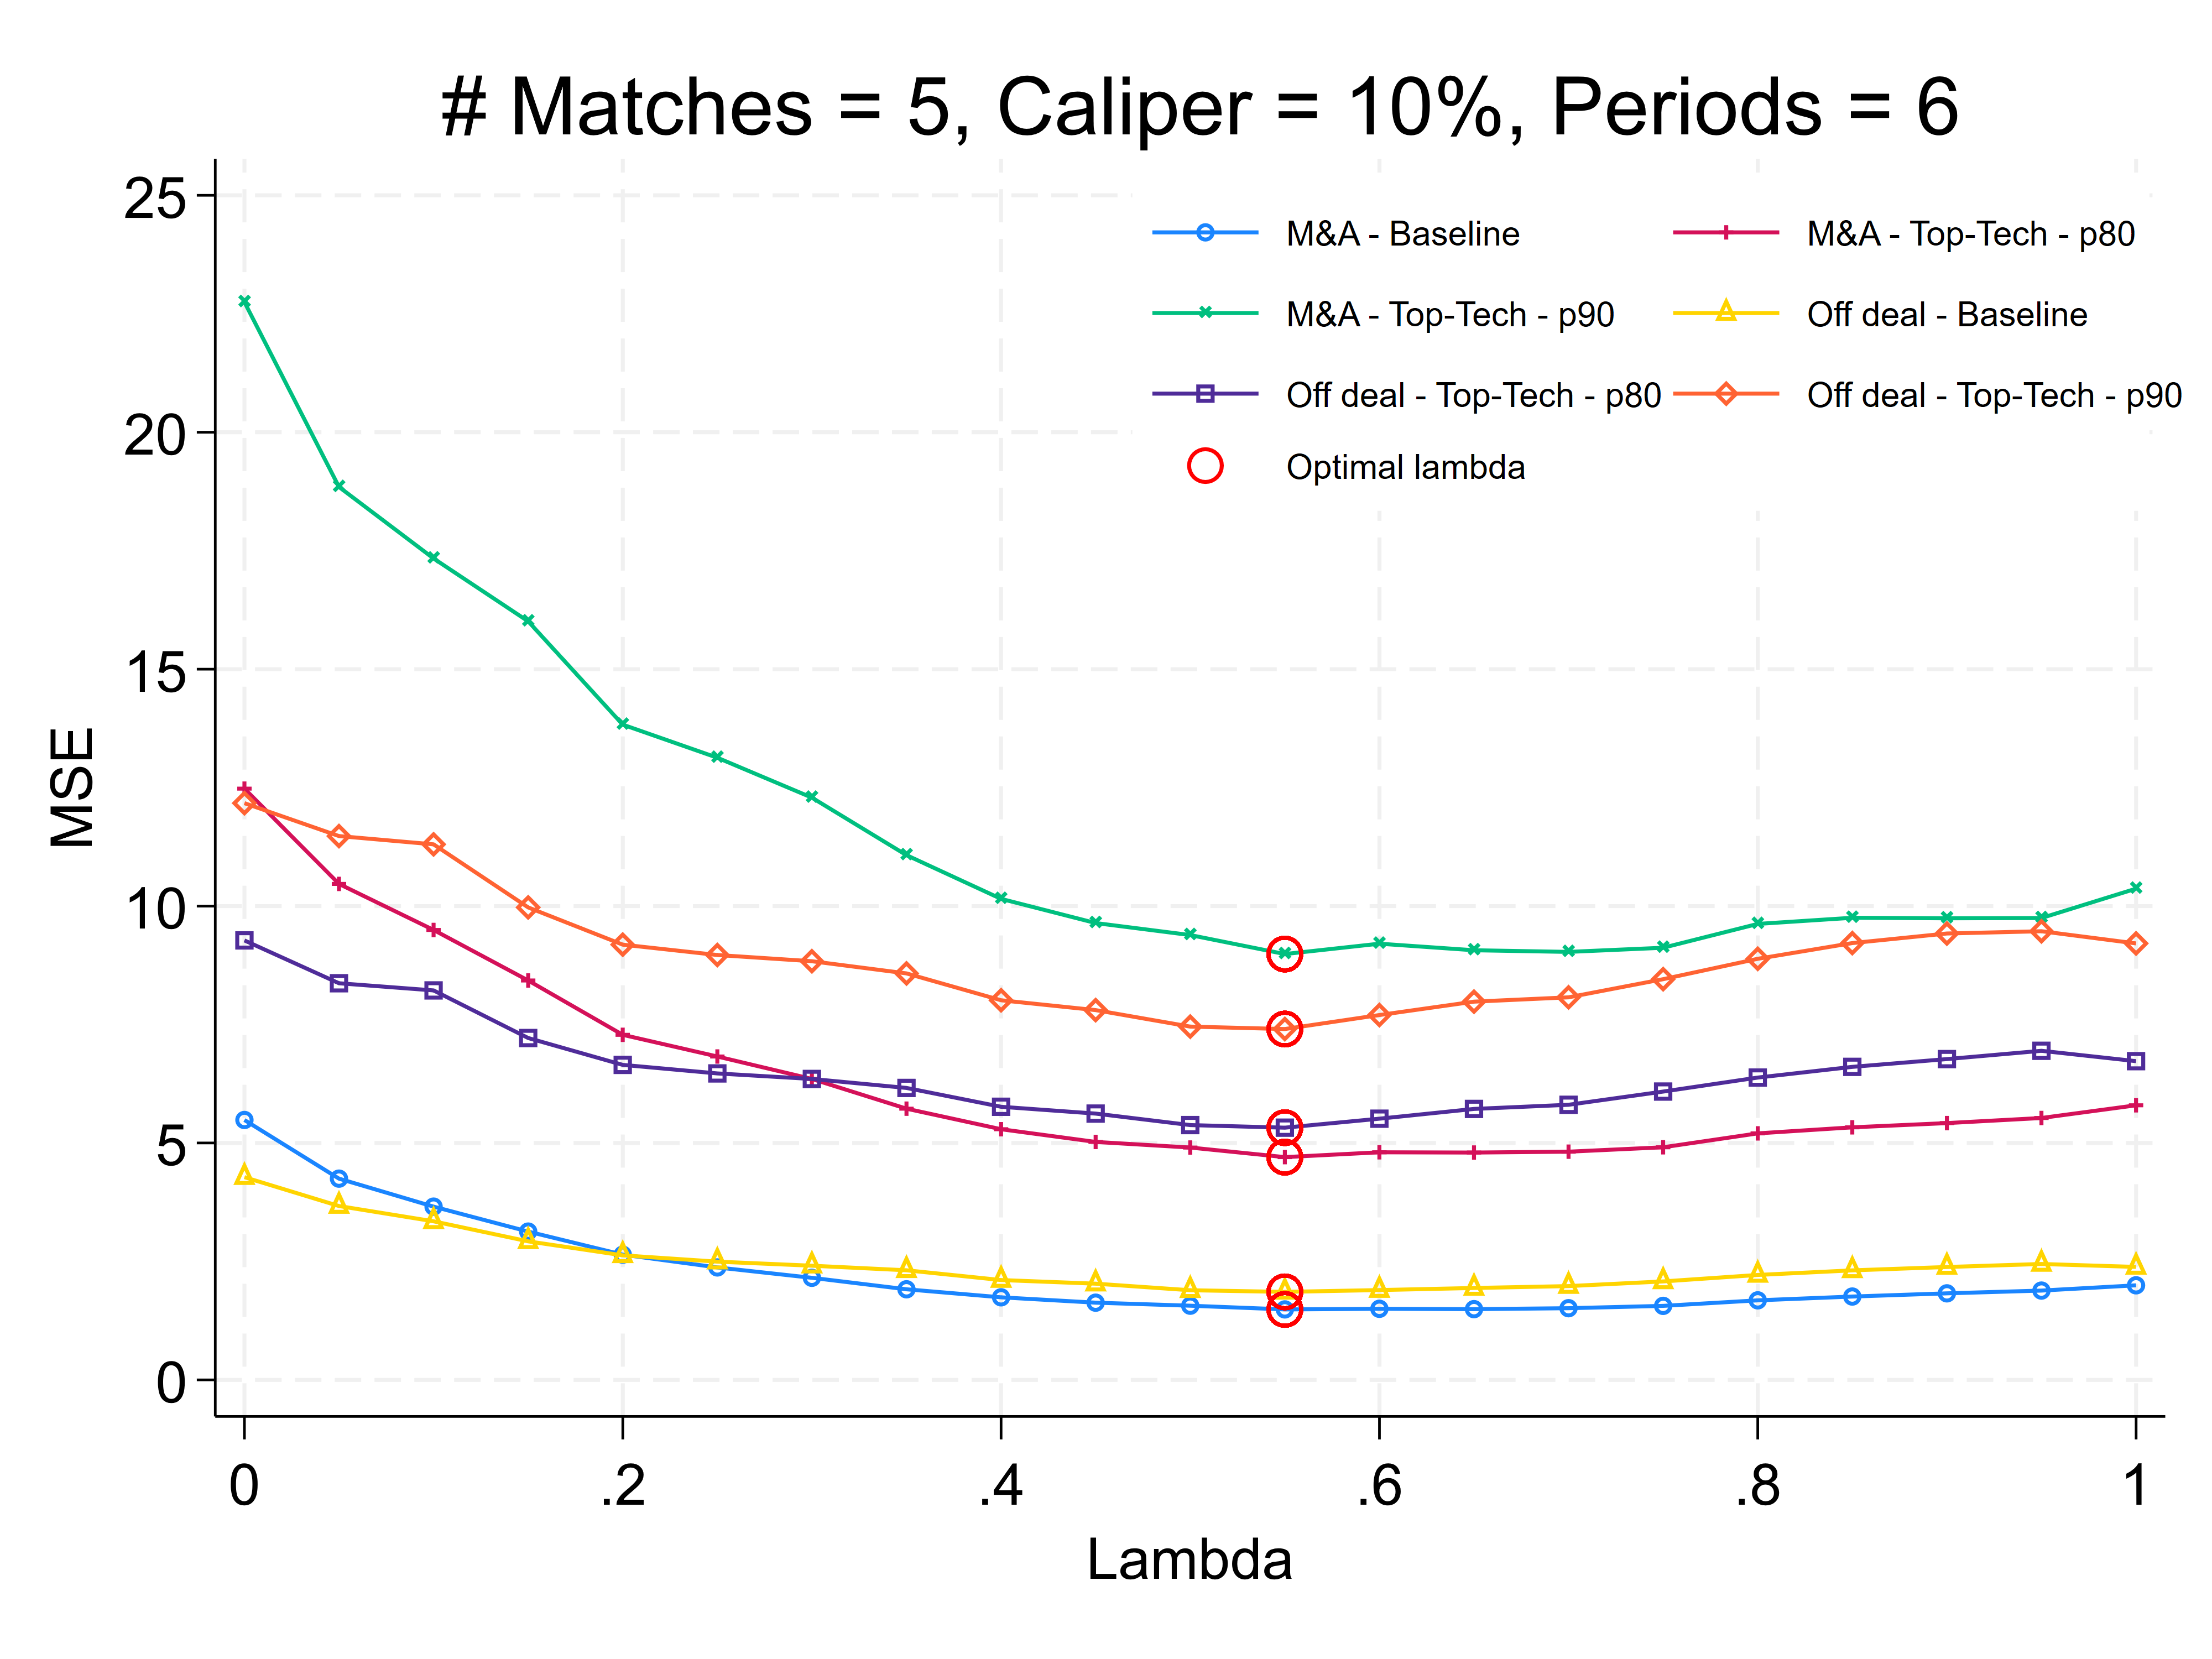 # Matches = 5, Caliper = 10%, Periods = 6
25
20
15
10
5
0
MSE
M&A - Baseline
M&A - Top-Tech - p80
M&A - Top-Tech - p90
Off deal - Baseline
Off deal - Top-Tech - p80
Off deal - Top-Tech - p90
Optimal lambda
0 .2 .4 .6 .8 1
Lambda